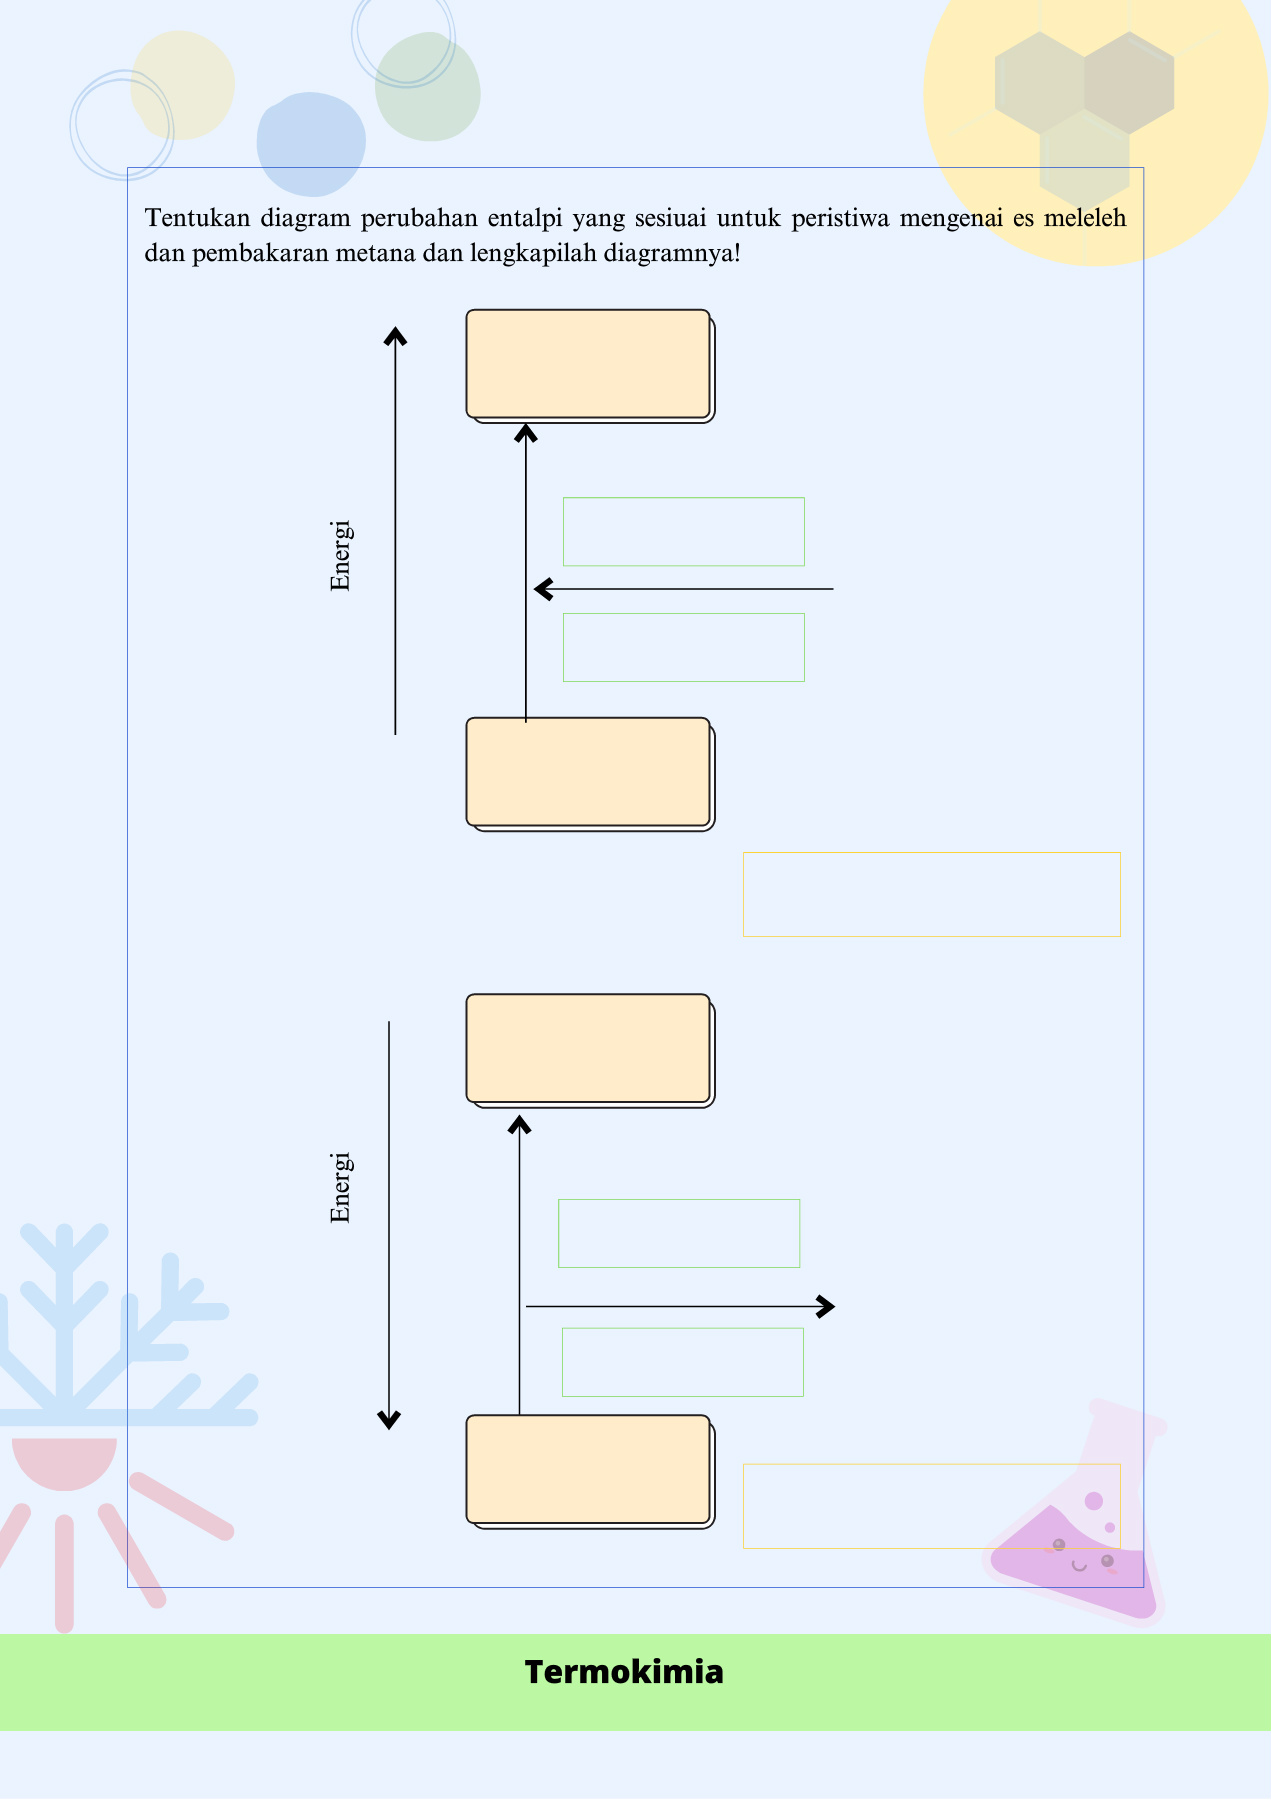 Tentukan diagram perubahan entalpi yang sesiuai untuk peristiwa mengenai es meleleh
dan pembakaran metana dan lengkapilah diagramnya!
Energi
Energi
Termokimia